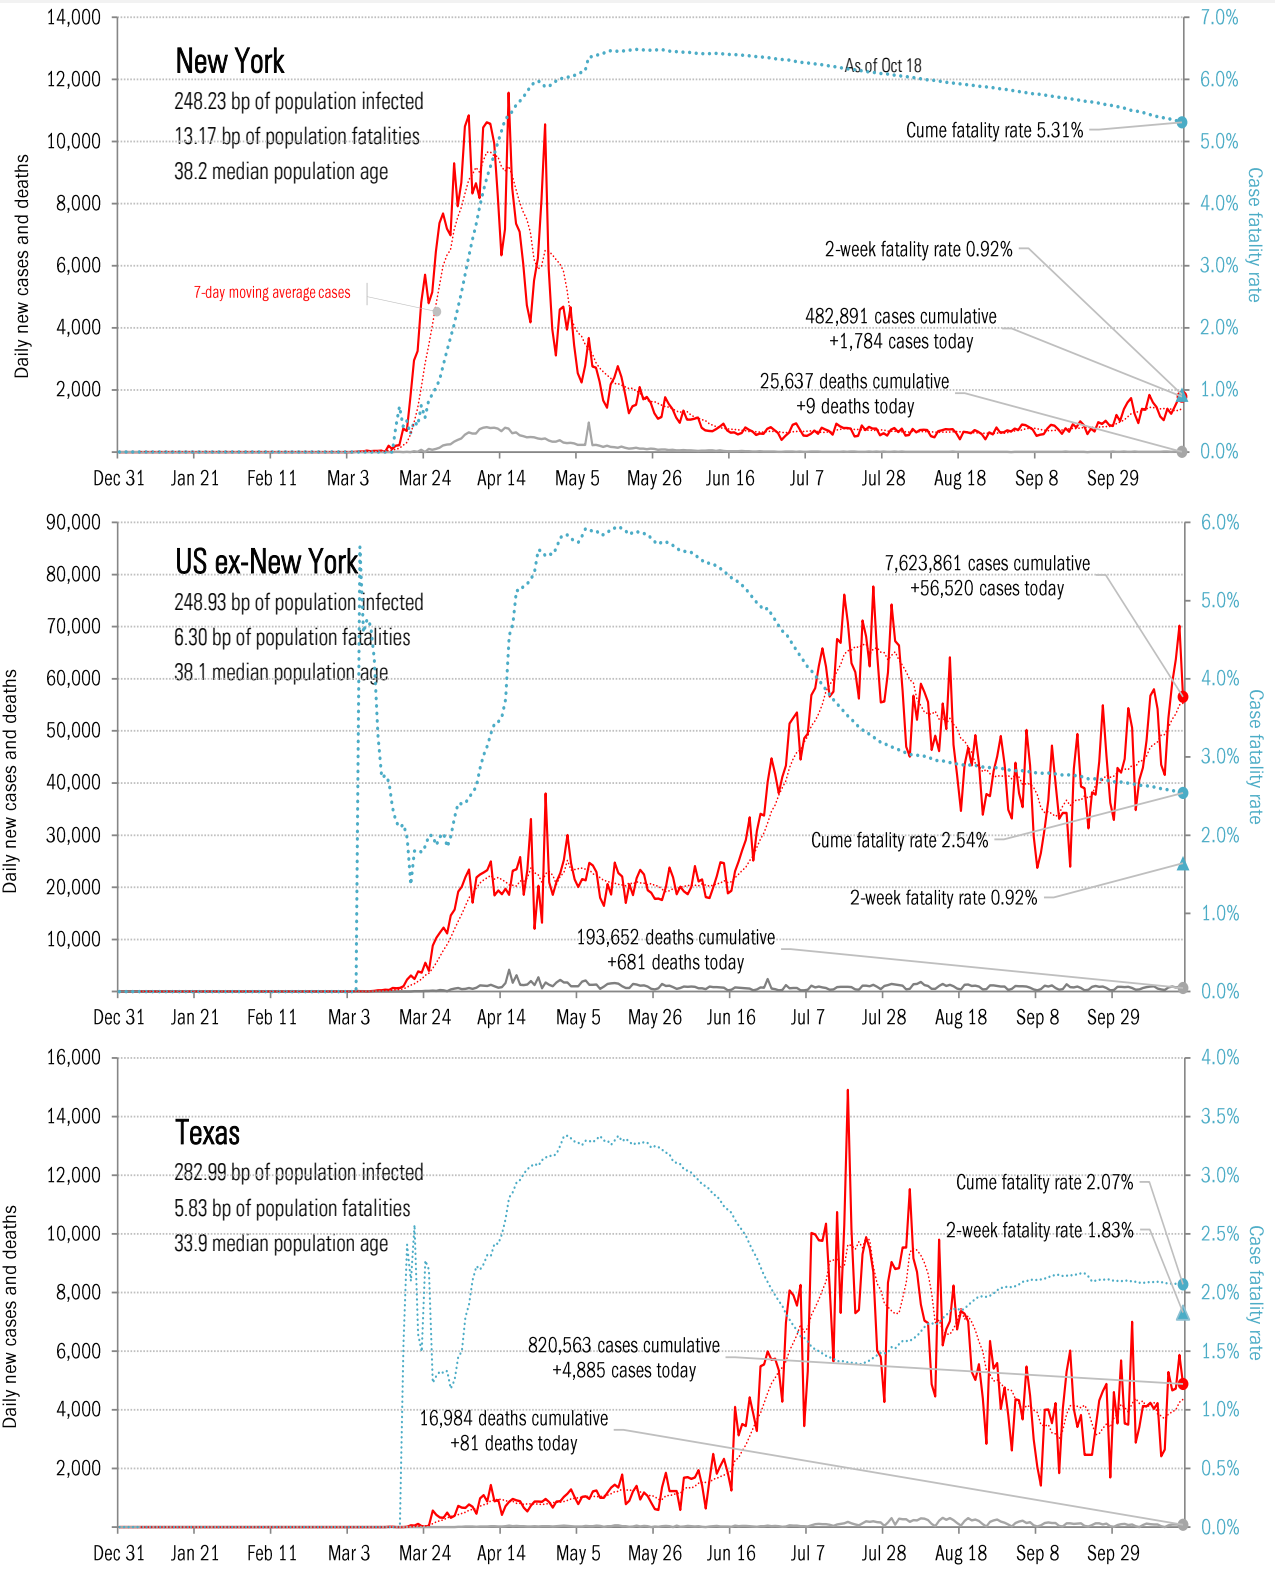 14,000
12,000
10,000
8,000
6,000
4,000
2,000
7.0%
6.0%
5.0%
4.0%
3.0%
2.0%
1.0%
0.0%
Daily new cases and deaths
Case fatality rate
New York
248.23 bp of population infected
13.17 bp of population fatalities
38.2 median population age
As of Oct 18
Cume fatality rate 5.31%
2-week fatality rate 0.92%
7-day moving average cases
482,891 cases cumulative
+1,784 cases today
25,637 deaths cumulative
+9 deaths today
Dec 31 Jan 21 Feb 11 Mar 3 Mar 24 Apr 14 May 5 May 26 Jun 16 Jul 7 Jul 28 Aug 18 Sep 8 Sep 29
90,000
80,000
70,000
60,000
50,000
40,000
30,000
20,000
10,000
6.0%
5.0%
4.0%
3.0%
2.0%
1.0%
0.0%
Daily new cases and deaths
Case fatality rate
US ex-New York
248.93 bp of population infected
6.30 bp of population fatalities
38.1 median population age
7,623,861 cases cumulative
+56,520 cases today
Cume fatality rate 2.54%
2-week fatality rate 0.92%
193,652 deaths cumulative
+681 deaths today
Dec 31 Jan 21 Feb 11 Mar 3 Mar 24 Apr 14 May 5 May 26 Jun 16 Jul 7 Jul 28 Aug 18 Sep 8 Sep 29
16,000
14,000
12,000
10,000
8,000
6,000
4,000
2,000
4.0%
3.5%
3.0%
2.5%
2.0%
1.5%
1.0%
0.5%
0.0%
Daily new cases and deaths
Case fatality rate
Texas
282.99 bp of population infected
5.83 bp of population fatalities
33.9 median population age
Cume fatality rate 2.07%
2-week fatality rate 1.83%
820,563 cases cumulative
+4,885 cases today
16,984 deaths cumulative
+81 deaths today
Dec 31 Jan 21 Feb 11 Mar 3 Mar 24 Apr 14 May 5 May 26 Jun 16 Jul 7 Jul 28 Aug 18 Sep 8 Sep 29